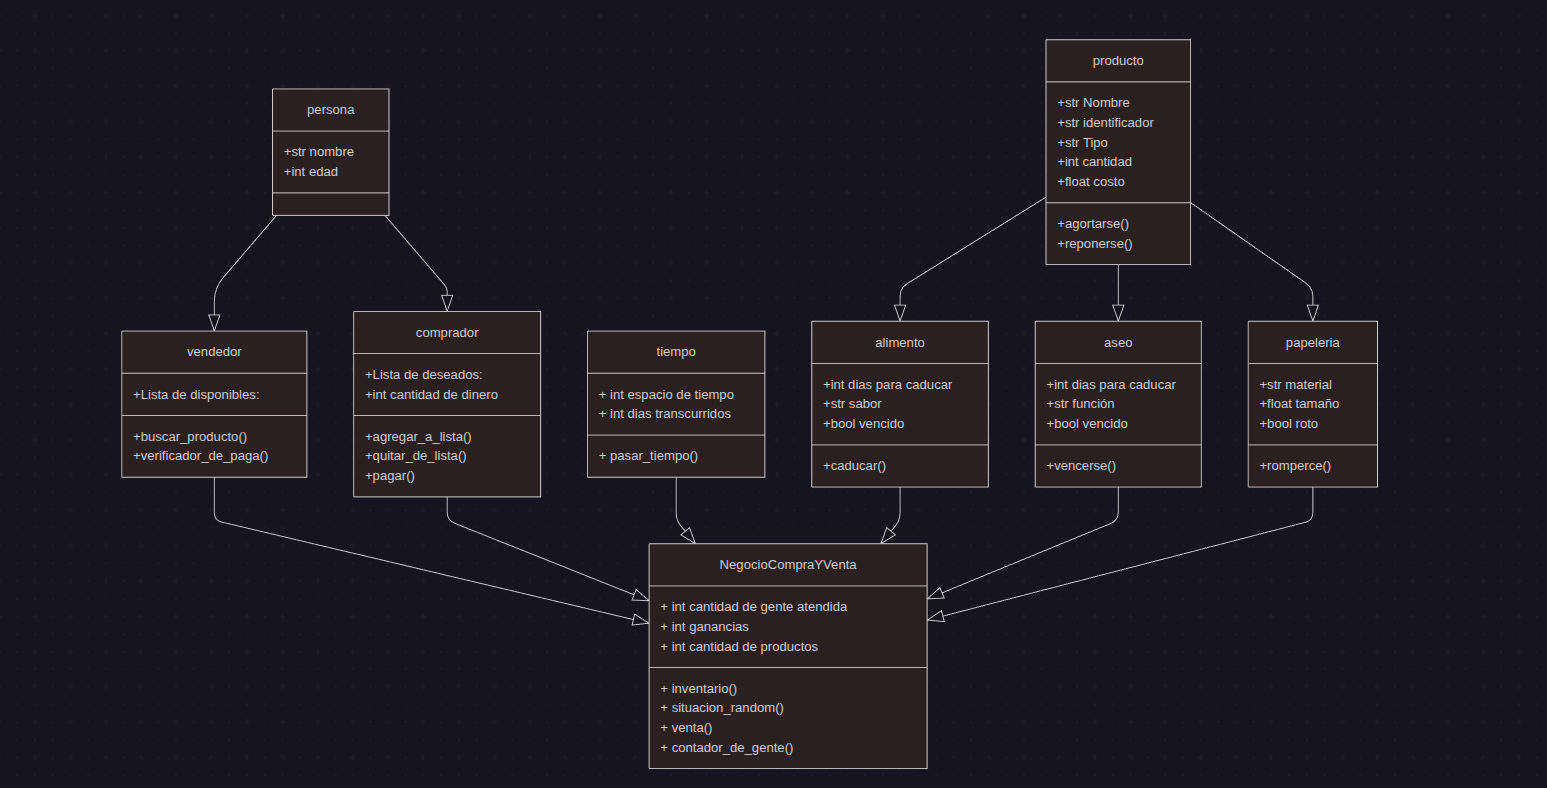 persona
+str nombre
+int edad
producto
+str Nombre
+str identificador
+str Tipo
+int cantidad
+float costo
+agortarse()
+reponerse()
vendedor
+Lista de disponibles:
+buscar_producto()
+verificador_de_paga()
comprador
+Lista de deseados:
+int cantidad de dinero
+agregar_a_lista()
+quitar_de_lista()
+pagar()
tiempo
+ int espacio de tiempo
+ int dias transcurridos
+ pasar_tiempo()
alimento
+int dias para caducar
+str sabor
+bool vencido
+caducar()
aseo
+int dias para caducar
+str función
+bool vencido
+vencerse()
papeleria
+str material
+float tamaño
+bool roto
+romperce()
NegocioCompraYVenta
+ int cantidad de gente atendida
+ int ganancias
+ int cantidad de productos
+ inventario()
+ situacion_random()
+ venta()
+ contador_de_gente()